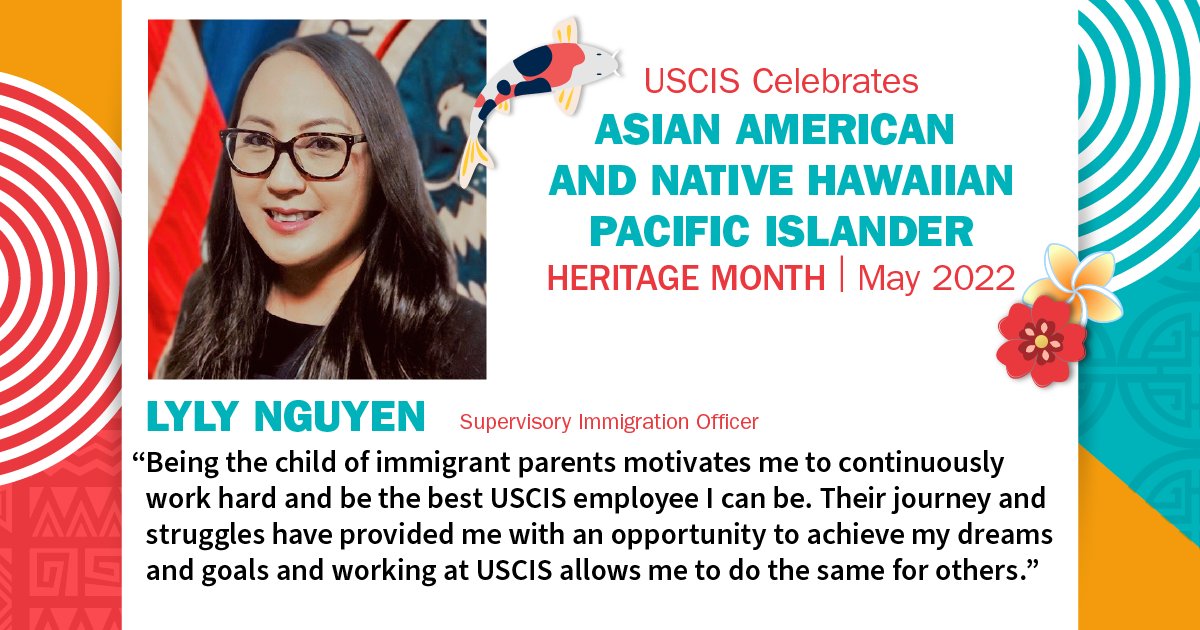 USCIS Celebrates
ASIAN AMERICAN
AND NATIVE HAWAIIAN
PACIFIC ISLANDER
HERITAGE MONTH | May 2022
LYLY NGUYEN Supervisory Immigration Officer
“Being the child of immigrant parents motivates me to continuously
work hard and be the best USCIS employee I can be. Their journey and
struggles have provided me with an opportunity to achieve my dreams
and goals and working at USCIS allows me to do the same for others.”